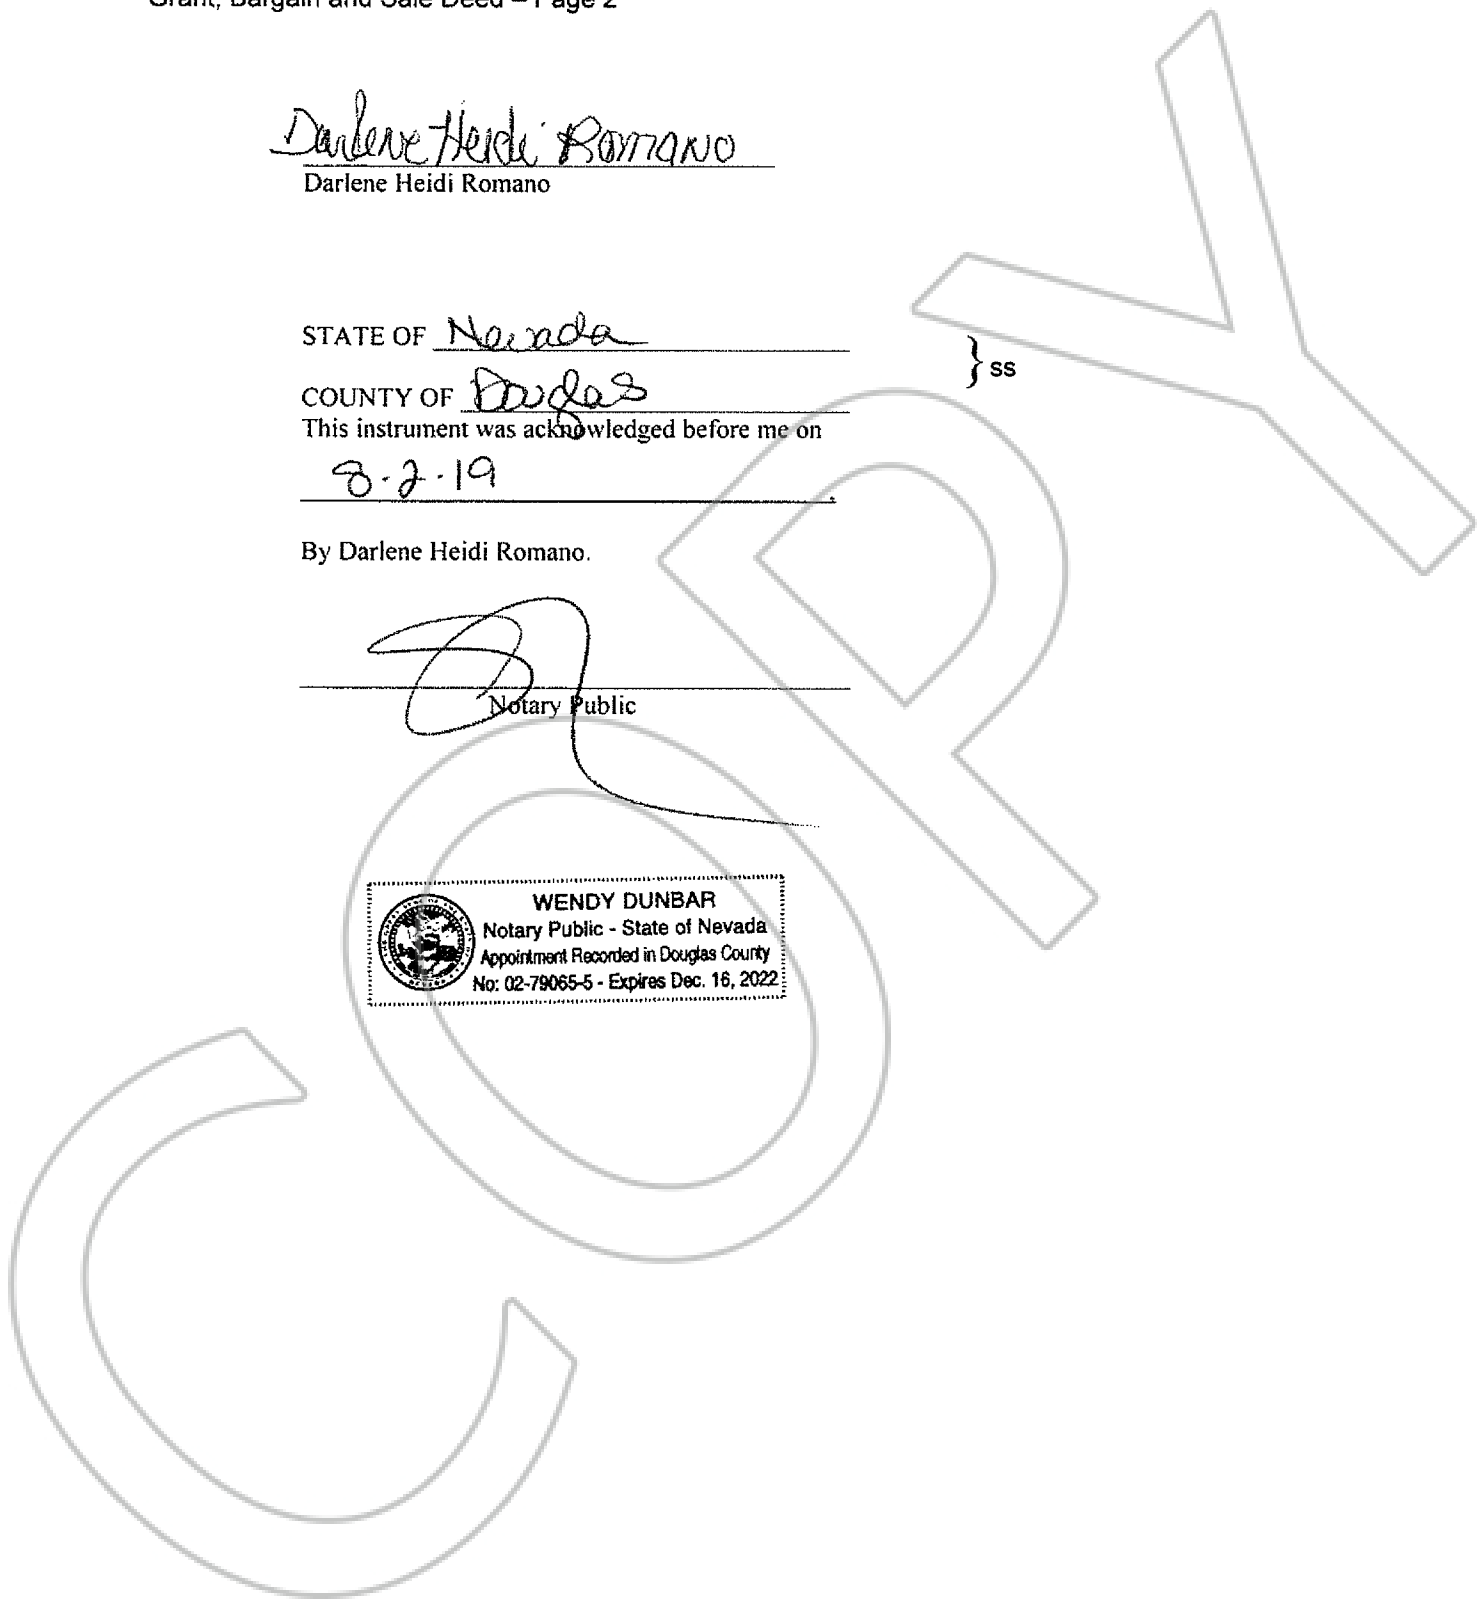 Grant, Bargain and Sale Deed – Page 2
Darlene Heidi Romano
Darlene Heidi Romano
STATE OF Nevada
} ss
COUNTY OF Douglas
This instrument was acknowledged before me on
8-2-19
By Darlene Heidi Romano.
Notary Public
WENDY DUNBAR
Notary Public - State of Nevada
Appointment Recorded in Douglas County
No: 02-79065-5 - Expires Dec. 16, 2022
COPY